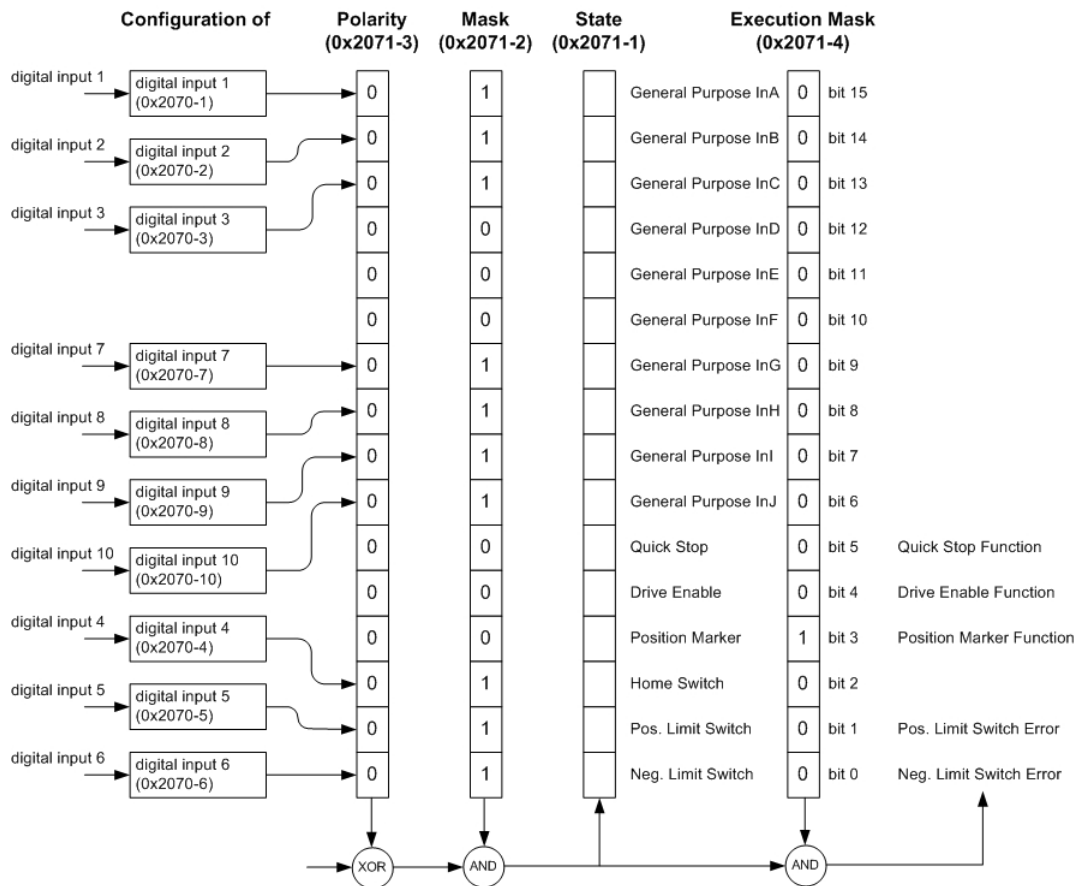 Configuration of Polarity Mask State Execution Mask
(0x2071-3) (0x2071-2) (0x2071-1) (0x2071-4)
digital input 1 digital input 1 (0x2070-1) 0 1 General Purpose InA 0 bit 15
digital input 2 digital input 2 (0x2070-2) 0 1 General Purpose InB 0 bit 14
digital input 3 digital input 3 (0x2070-3) 0 1 General Purpose InC 0 bit 13
0 0 General Purpose InD 0 bit 12
0 0 General Purpose InE 0 bit 11
0 0 General Purpose InF 0 bit 10
digital input 7 digital input 7 (0x2070-7) 0 1 General Purpose InG 0 bit 9
digital input 8 digital input 8 (0x2070-8) 0 1 General Purpose InH 0 bit 8
digital input 9 digital input 9 (0x2070-9) 0 1 General Purpose InI 0 bit 7
digital input 10 digital input 10 (0x2070-10) 0 1 General Purpose InJ 0 bit 6
0 0 Quick Stop 0 bit 5 Quick Stop Function
0 0 Drive Enable 0 bit 4 Drive Enable Function
0 0 Position Marker 1 bit 3 Position Marker Function
digital input 4 digital input 4 (0x2070-4) 0 1 Home Switch 0 bit 2
digital input 5 digital input 5 (0x2070-5) 0 1 Pos. Limit Switch 0 bit 1 Pos. Limit Switch Error
digital input 6 digital input 6 (0x2070-6) 0 1 Neg. Limit Switch 0 bit 0 Neg. Limit Switch Error
XOR AND AND